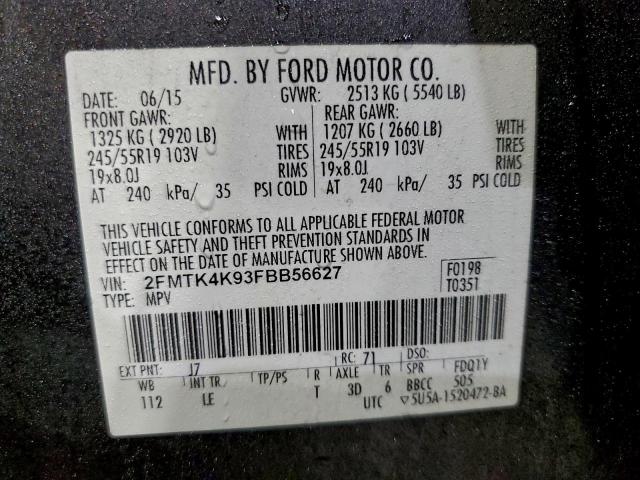 MFD. BY FORD MOTOR CO.
DATE: 06/15 GVWR: 2513 KG ( 5540 LB)
FRONT GAWR: REAR GAWR:
1325 KG ( 2920 LB) WITH 1207 KG ( 2660 LB) WITH
245/55R19 103V TIRES 245/55R19 103V TIRES
19x8.0J RIMS 19x8.0J RIMS
AT 240 kPa/ 35 PSI COLD AT 240 kPa/ 35 PSI COLD
THIS VEHICLE CONFORMS TO ALL APPLICABLE FEDERAL MOTOR
VEHICLE SAFETY AND THEFT PREVENTION STANDARDS IN
EFFECT ON THE DATE OF MANUFACTURE SHOWN ABOVE.
VIN: 2FMTK4K93FBB56627 F0198
TYPE: MPV T0351
EXT PNT: J7 RC: 71 DSO:
WB INT TR TP/PS R AXLE TR SPR FDQ1Y
112 LE T 3D 6 BBCC 505
UTC ▽5U5A-1520472-BA